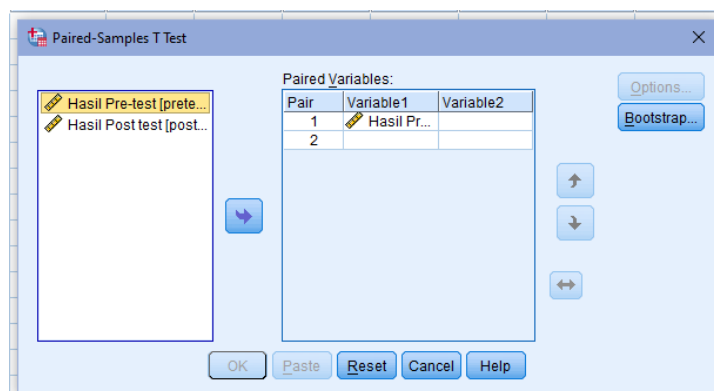 Paired-Samples T Test
Paired Variables:
Hasil Pre-test [prete...
Hasil Post test [post...
Pair Variable1 Variable2
1 Hasil Pr...
2
Options...
Bootstrap...
OK Paste Reset Cancel Help